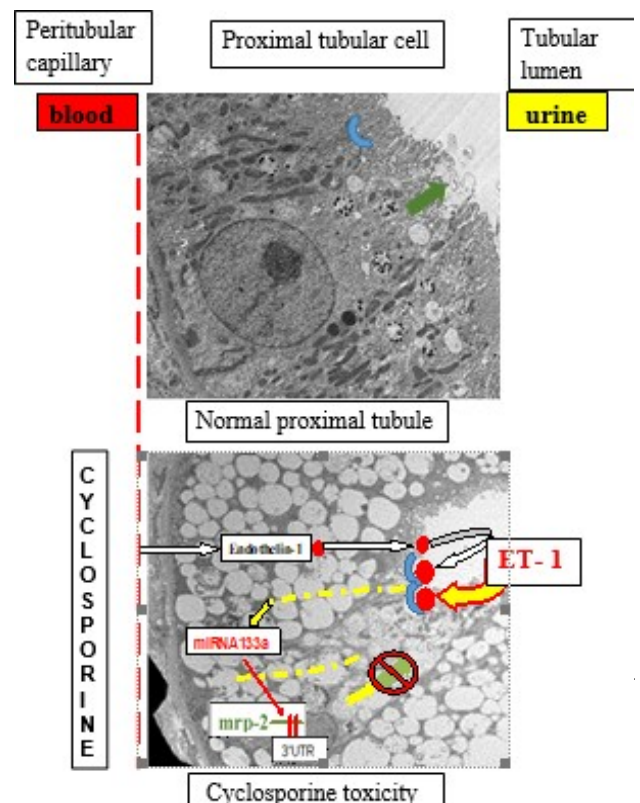 Peritubular
capillary
Proximal tubular cell
Tubular
lumen
blood
urine
Normal proximal tubule
CYCLOSPORINE
Endothelin-1
ET- 1
miRNA133a
mrp-2
3'UTR
Cyclosporine toxicity